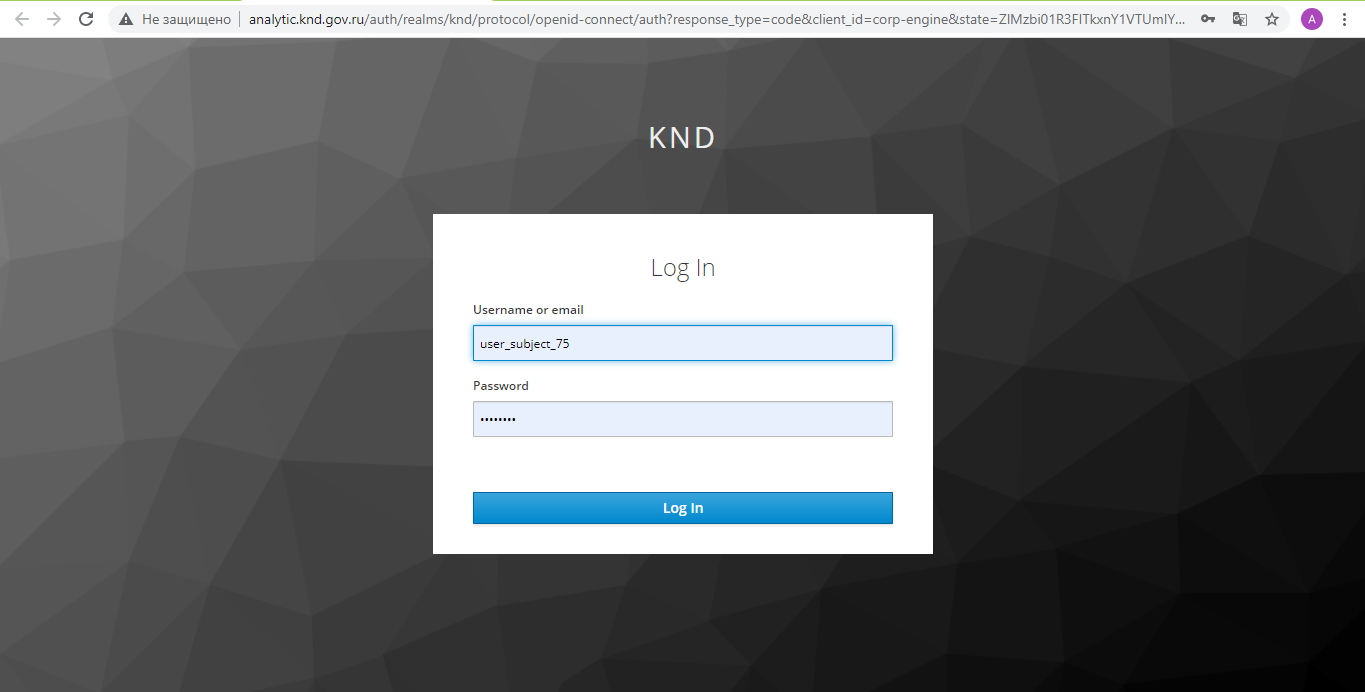 Не защищено
analytic.knd.gov.ru/auth/realms/knd/protocol/openid-connect/auth?response_type=code&client_id=corp-engine&state=ZlMzbi01R3FITkxnY1VTUmlY...
A
KND
Log In
Username or email
user_subject_75
Password
••••••••
Log In